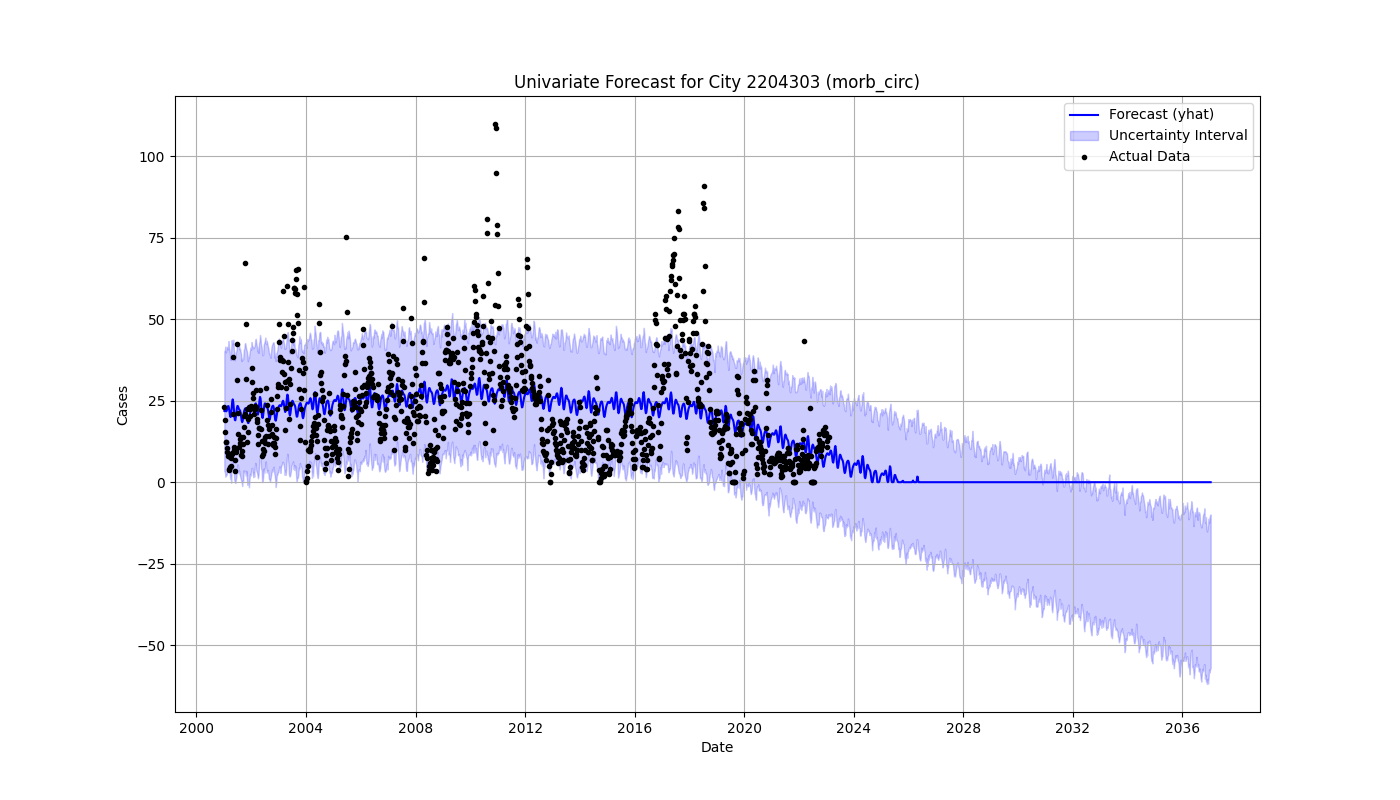 Univariate Forecast for City 2204303 (morb_circ)
Forecast (yhat)
Uncertainty Interval
Actual Data
Cases
100
75
50
25
0
−25
−50
2000 2004 2008 2012 2016 2020 2024 2028 2032 2036
Date